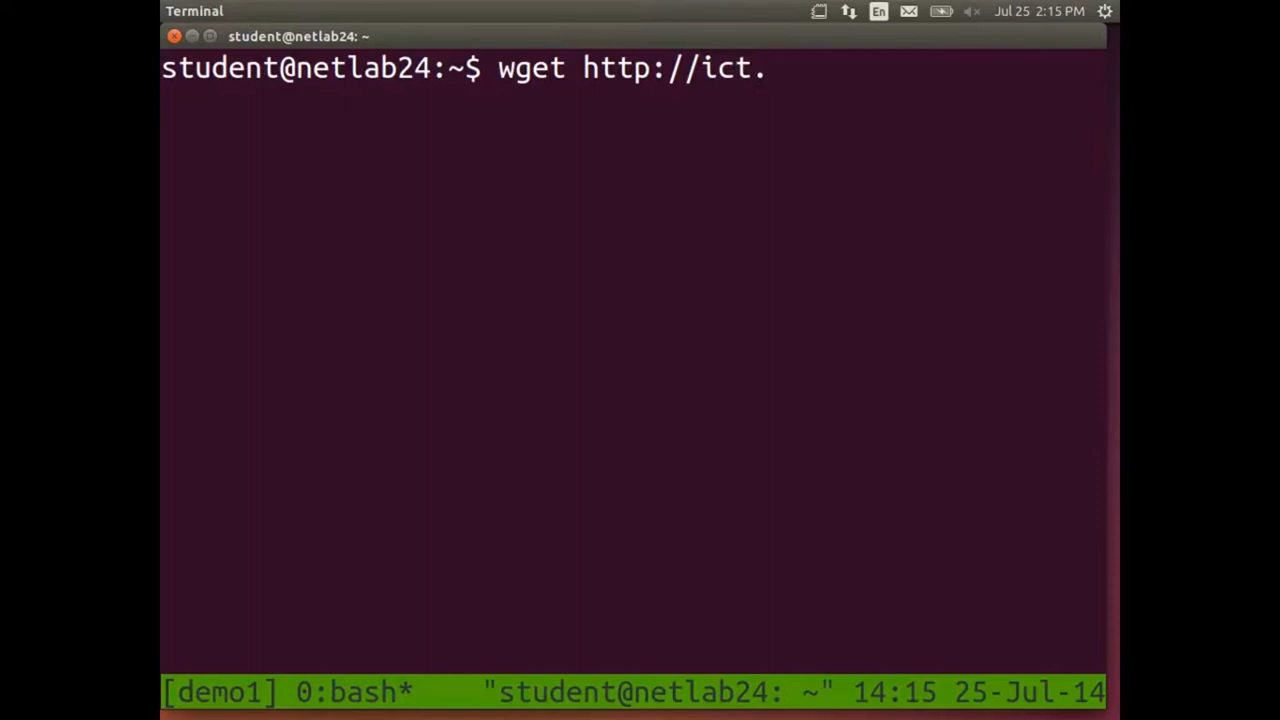 Terminal
En
Jul 25 2:15 PM
student@netlab24: ~
student@netlab24:~$ wget http://ict.
[demo1] 0:bash* "student@netlab24: ~" 14:15 25-Jul-14